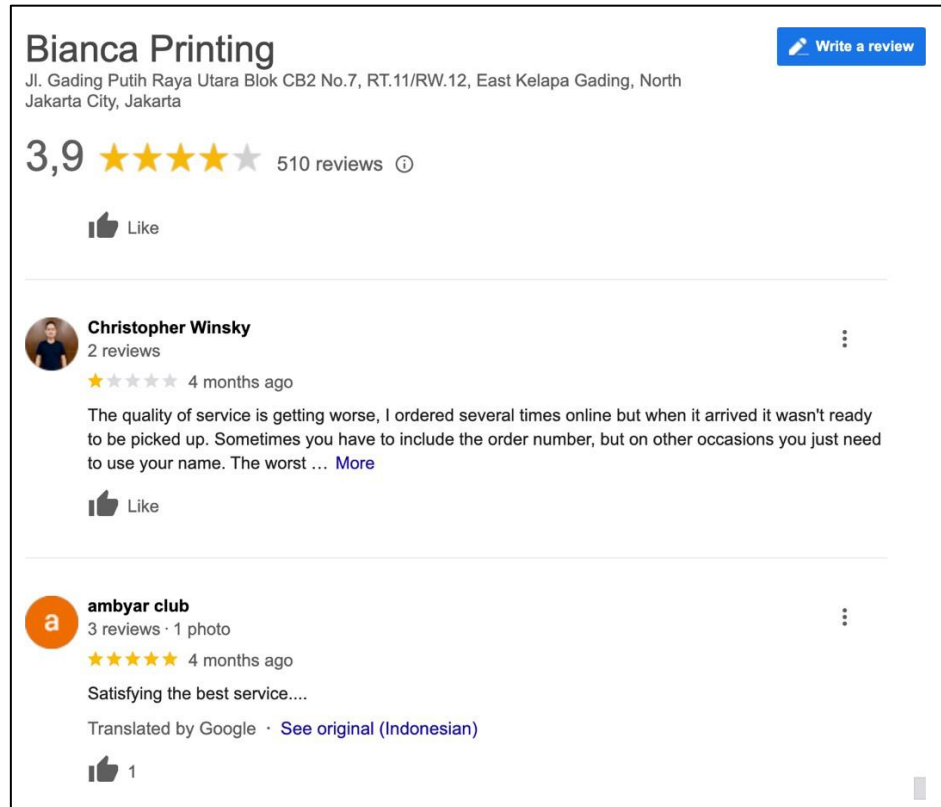 Bianca Printing
Write a review
Jl. Gading Putih Raya Utara Blok CB2 No.7, RT.11/RW.12, East Kelapa Gading, North
Jakarta City, Jakarta
3,9
510 reviews
Like
Christopher Winsky
2 reviews
4 months ago
The quality of service is getting worse, I ordered several times online but when it arrived it wasn't ready
to be picked up. Sometimes you have to include the order number, but on other occasions you just need
to use your name. The worst … More
Like
a
ambyar club
3 reviews · 1 photo
4 months ago
Satisfying the best service....
Translated by Google · See original (Indonesian)
1